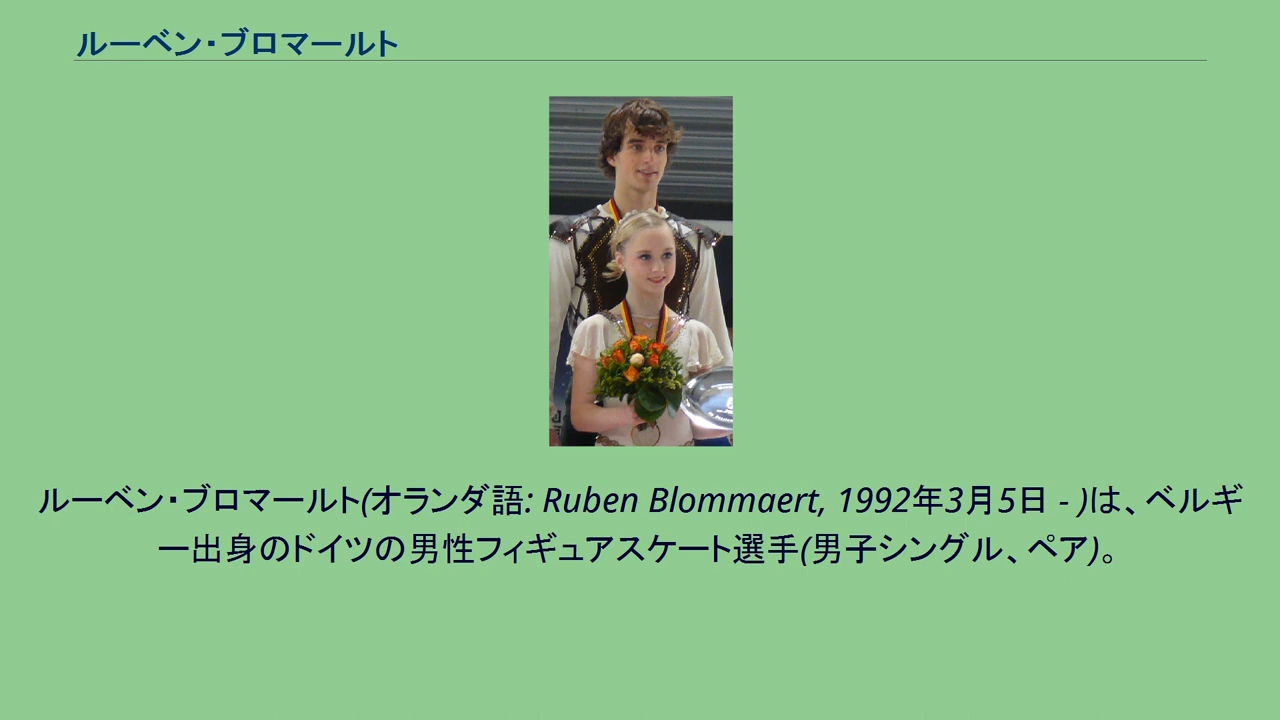 ルーベン・ブロマールト
ルーベン・ブロマールト(オランダ語: Ruben Blommaert, 1992年3月5日 - )は、ベルギ
ー出身のドイツの男性フィギュアスケート選手(男子シングル、ペア)。